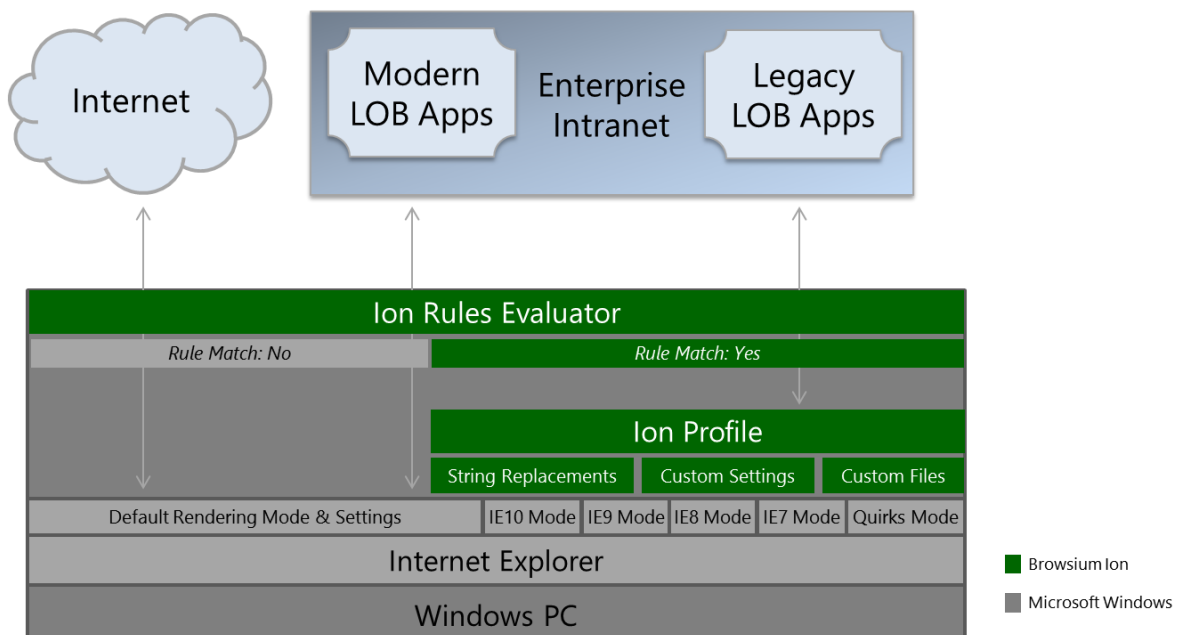 Internet
Modern
LOB Apps
Enterprise
Intranet
Legacy
LOB Apps
Ion Rules Evaluator
Rule Match: No
Rule Match: Yes
Ion Profile
String Replacements
Custom Settings
Custom Files
Default Rendering Mode & Settings
IE10 Mode
IE9 Mode
IE8 Mode
IE7 Mode
Quirks Mode
Internet Explorer
Windows PC
Browsium Ion
Microsoft Windows